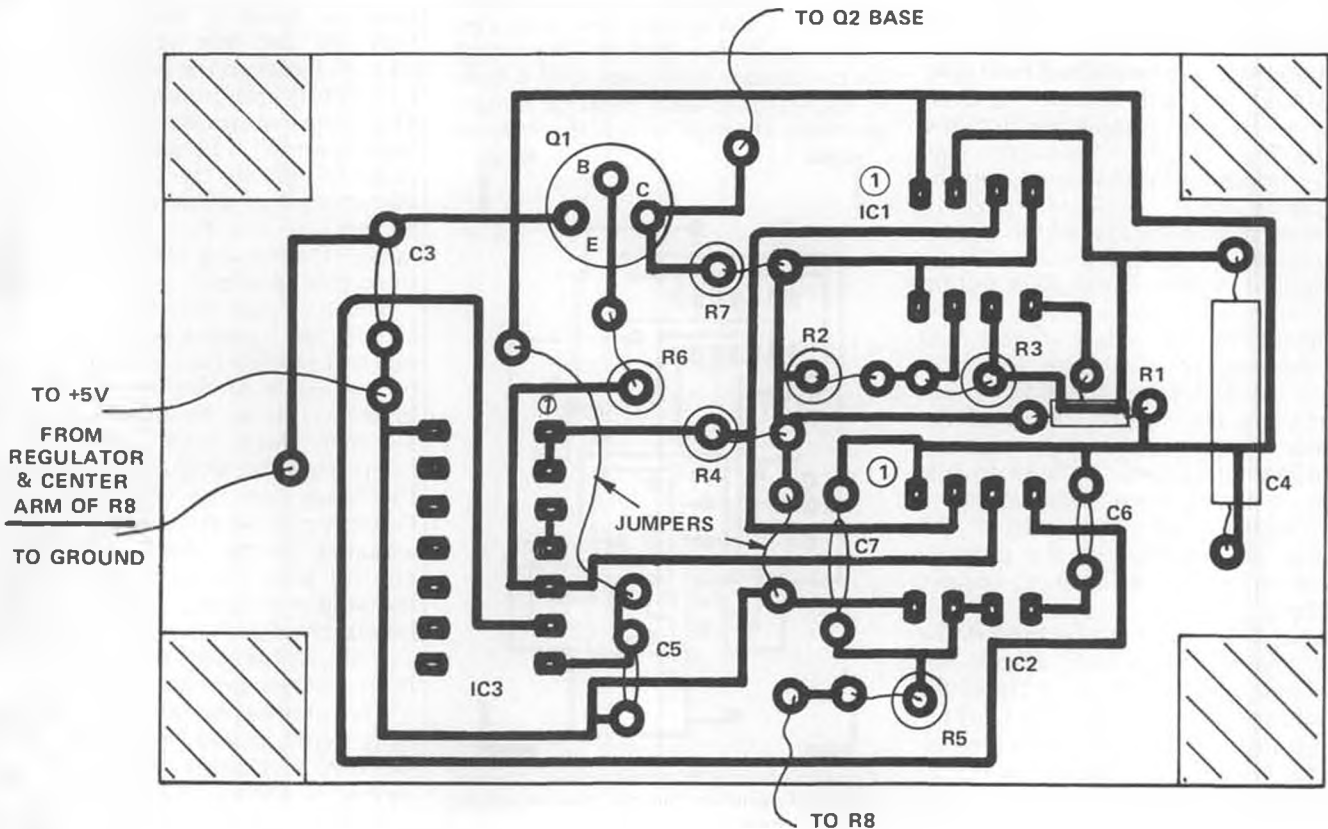 TO Q2 BASE
Q1
B
C
E
1
IC1
C3
R7
R2
R3
R6
R1
TO +5V
FROM
REGULATOR
& CENTER
ARM OF R8
TO GROUND
1
R4
1
C4
JUMPERS
C7
C6
C5
IC3
IC2
R5
TO R8